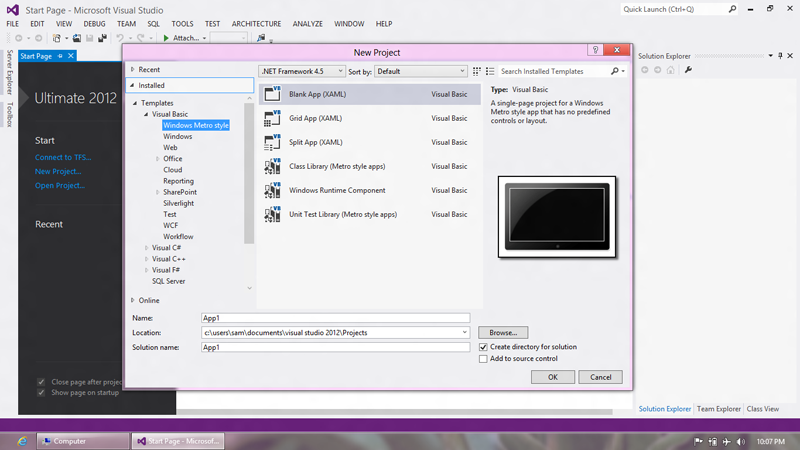 Start Page - Microsoft Visual Studio
Quick Launch (Ctrl+Q)
FILE EDIT VIEW DEBUG TEAM SQL TOOLS TEST ARCHITECTURE ANALYZE WINDOW HELP
Attach...
Server Explorer
Toolbox
Start Page
Ultimate 2012
Start
Connect to TFS...
New Project...
Open Project...
Recent
Close page after projec
Show page on startup
New Project
Recent
Installed
Templates
Visual Basic
Windows Metro style
Windows
Web
Office
Cloud
Reporting
SharePoint
Silverlight
Test
WCF
Workflow
Visual C#
Visual C++
Visual F#
SQL Server
Online
.NET Framework 4.5 Sort by: Default
Search Installed Templates
Blank App (XAML) Visual Basic
Grid App (XAML) Visual Basic
Split App (XAML) Visual Basic
Class Library (Metro style apps) Visual Basic
Windows Runtime Component Visual Basic
Unit Test Library (Metro style apps) Visual Basic
Type: Visual Basic
A single-page project for a Windows
Metro style app that has no predefined
controls or layout.
Name: App1
Location: c:\users\sam\documents\visual studio 2012\Projects
Browse...
Solution name: App1
Create directory for solution
Add to source control
OK Cancel
Solution Explorer
Solution Explorer Team Explorer Class View
Computer
Start Page - Microsof...
10:07 PM